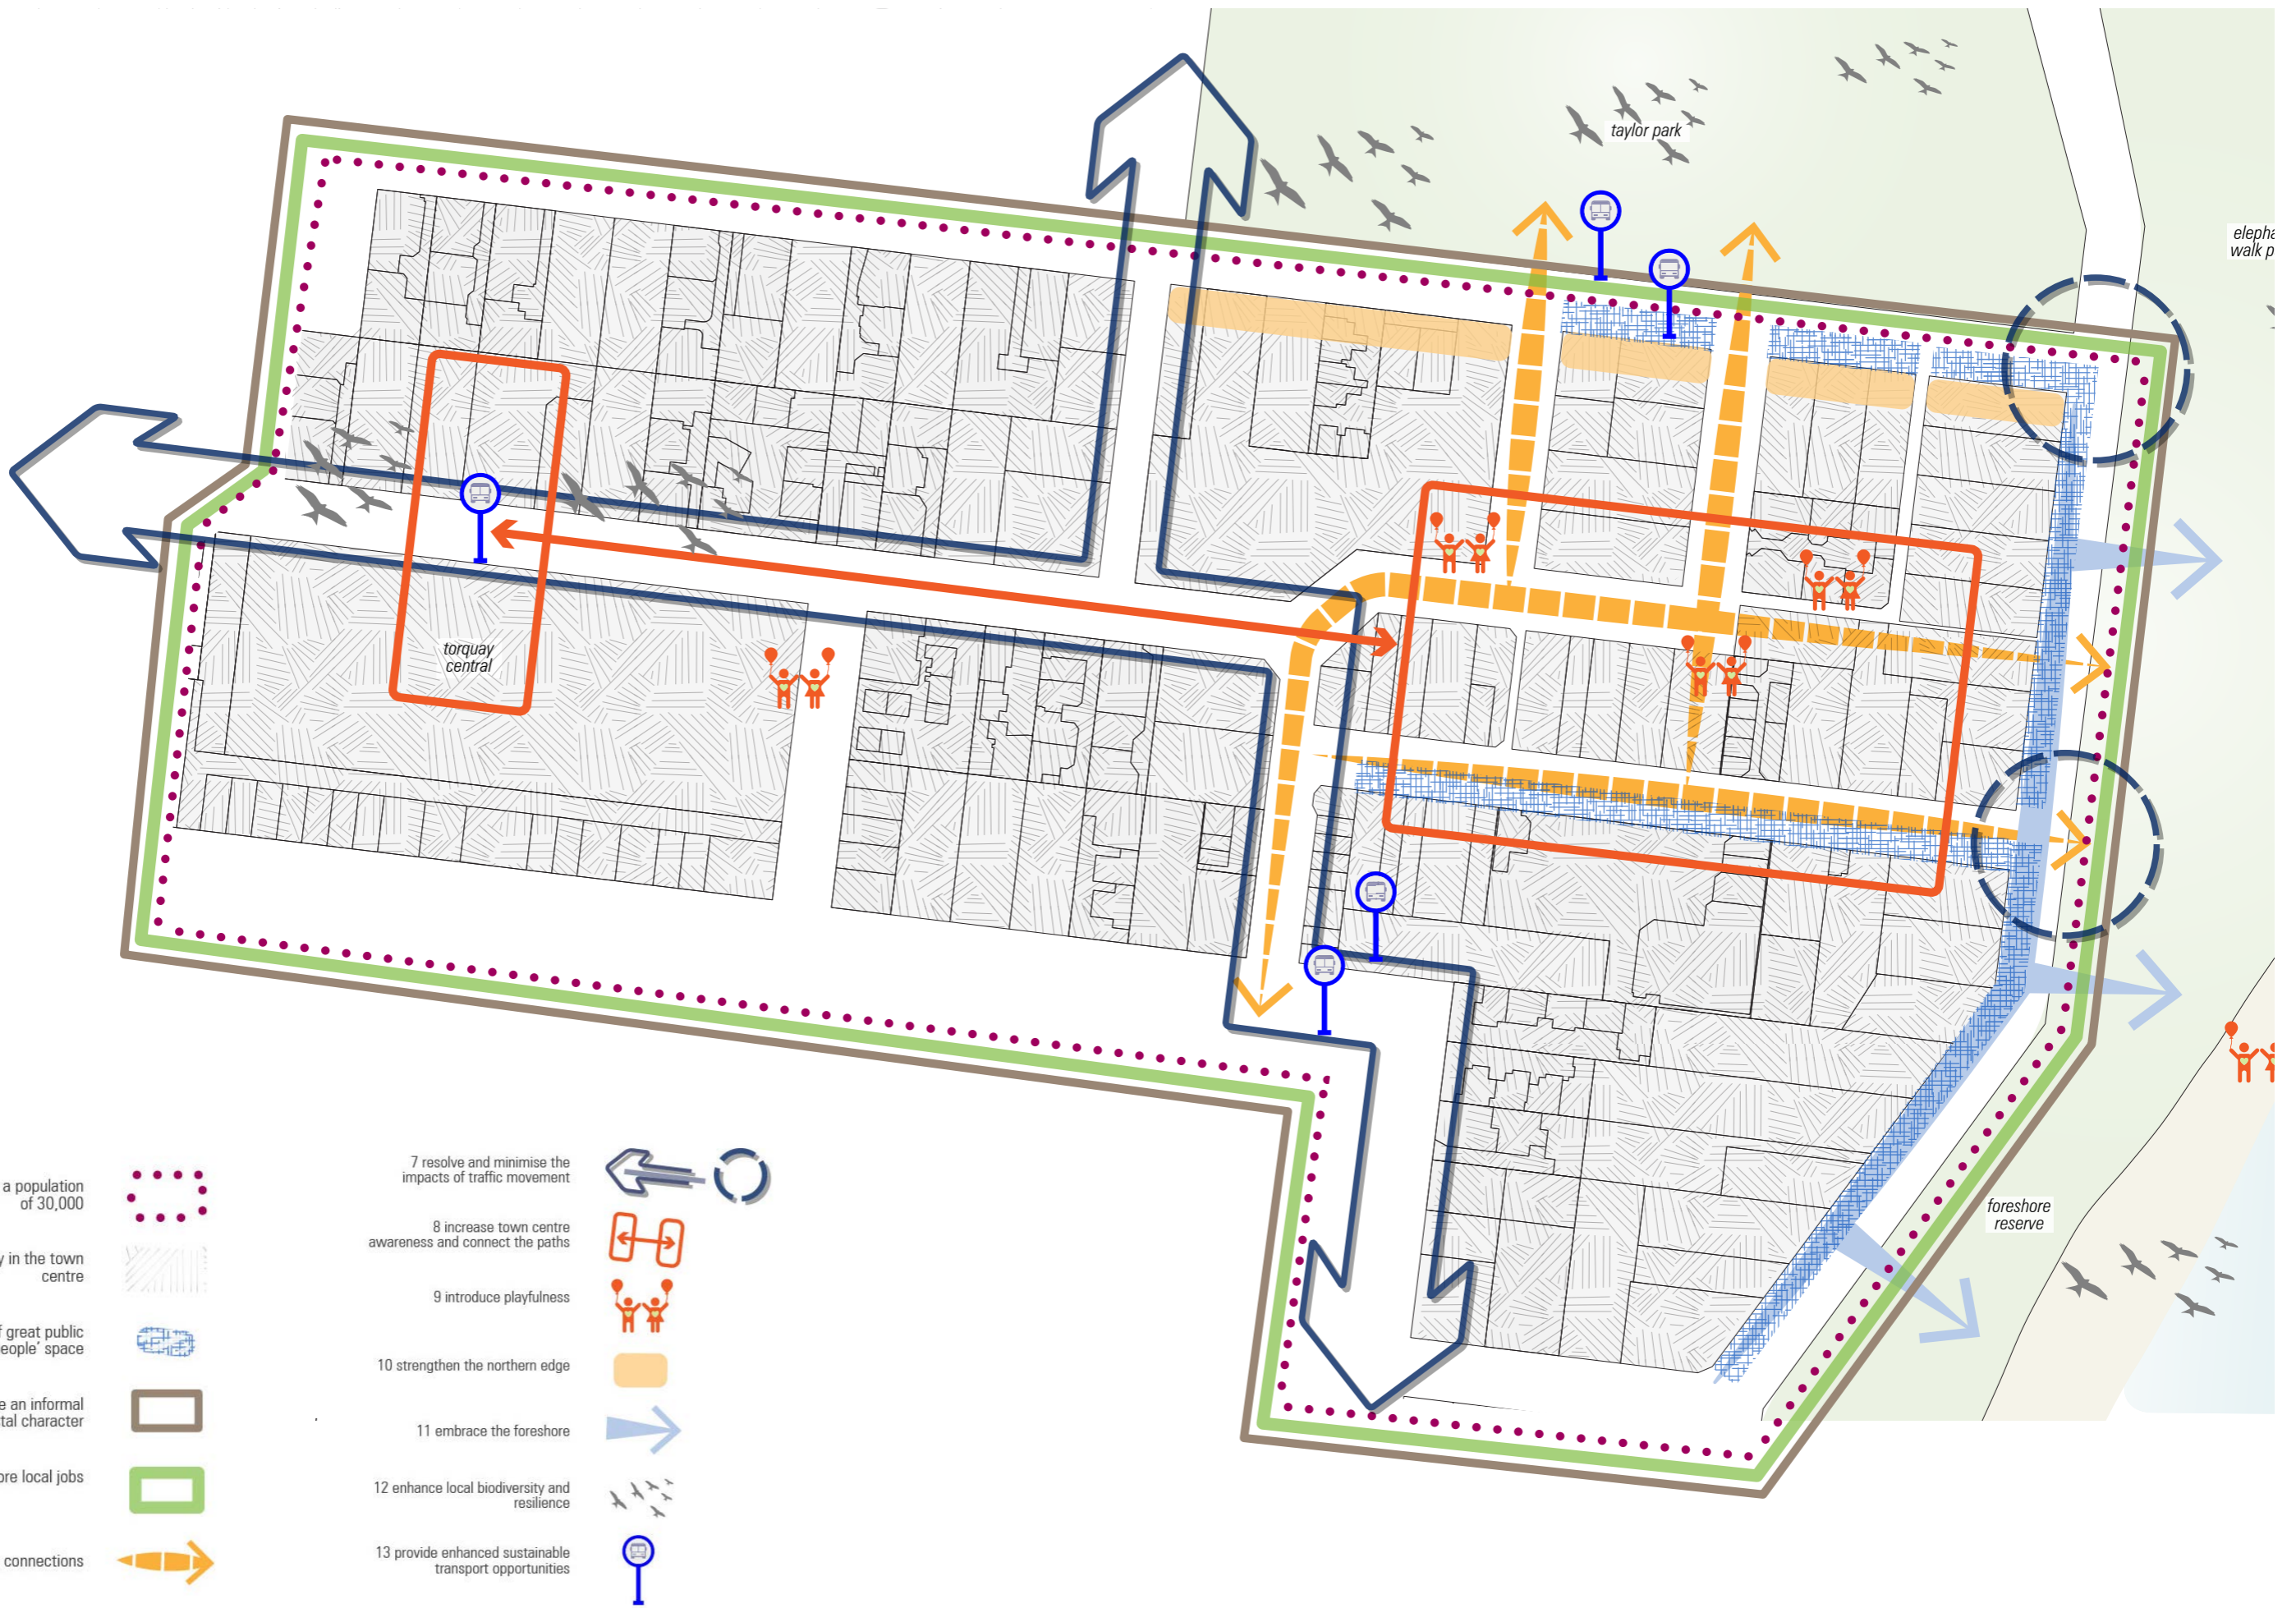 taylor park
elepha
walk p
torquay
central
foreshore
reserve
a population
of 30,000
y in the town
centre
f great public
eople' space
e an informal
tal character
ore local jobs
connections
7 resolve and minimise the
impacts of traffic movement
8 increase town centre
awareness and connect the paths
9 introduce playfulness
10 strengthen the northern edge
11 embrace the foreshore
12 enhance local biodiversity and
resilience
13 provide enhanced sustainable
transport opportunities